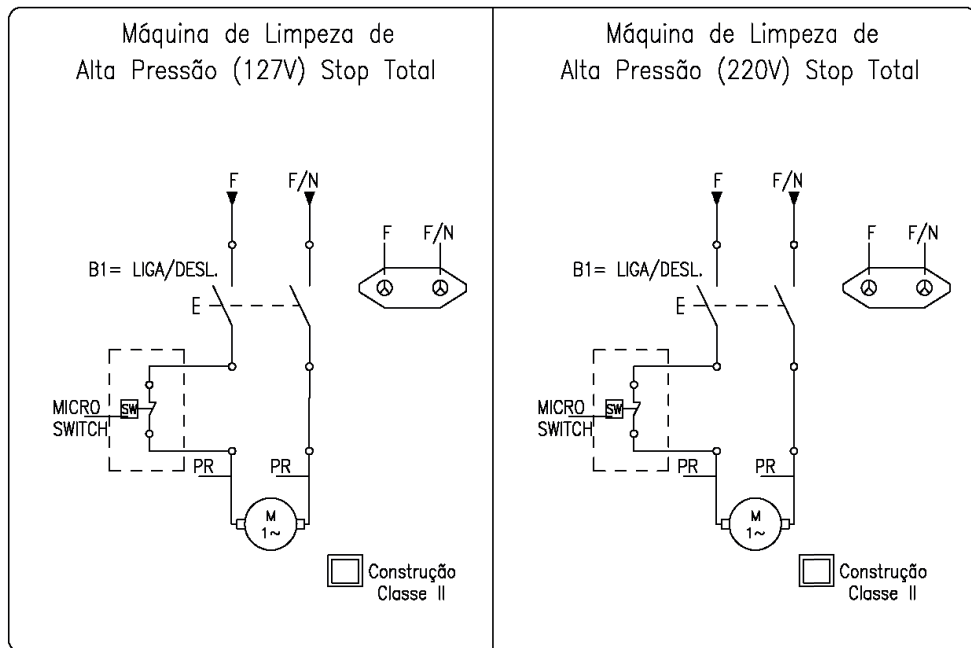 Máquina de Limpeza de
Alta Pressão (127V) Stop Total
F
F/N
F
F/N
B1= LIGA/DESL.
E
MICRO
SWITCH
SW
PR
PR
M
1~
Construção
Classe II
Máquina de Limpeza de
Alta Pressão (220V) Stop Total
F
F/N
F
F/N
B1= LIGA/DESL.
E
MICRO
SWITCH
SW
PR
PR
M
1~
Construção
Classe II